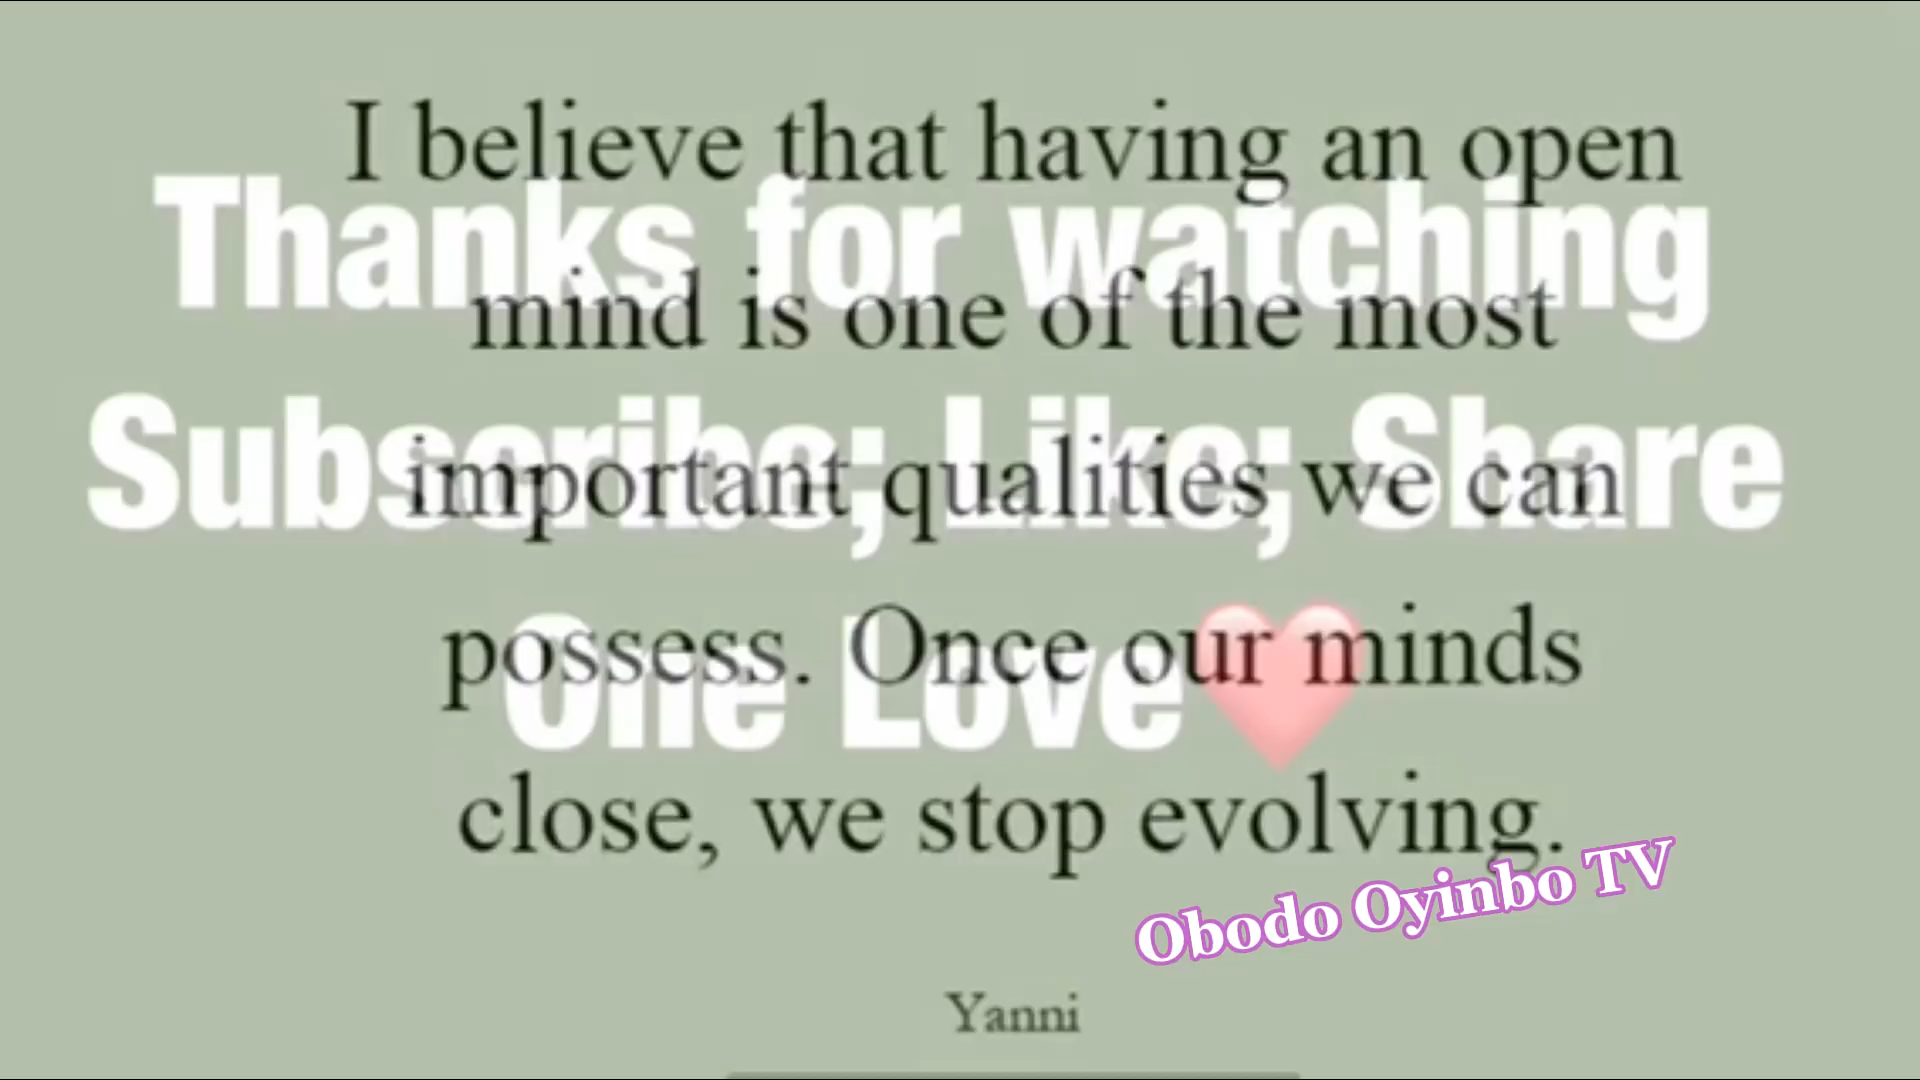 I believe that having an open
Thanks for watching
mind is one of the most
Subscribe; Like; Share
important qualities we can
possess. Once our minds
One Love
close, we stop evolving.
Obodo Oyinbo TV
Yanni